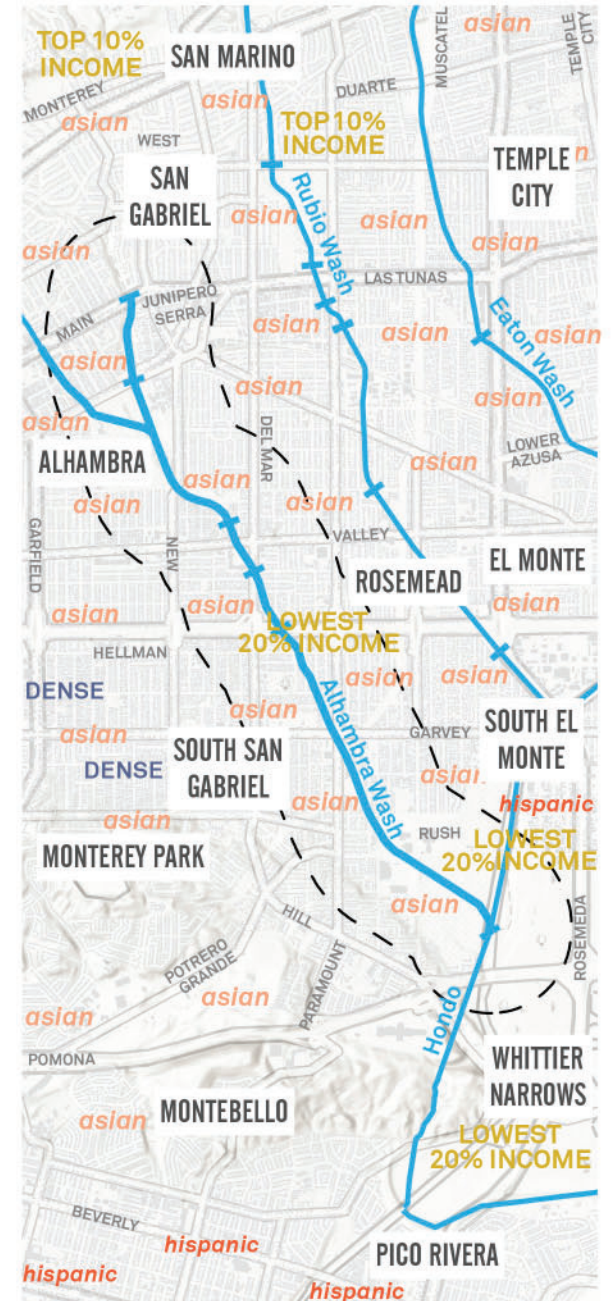 TOP 10%
INCOME
SAN MARINO
asian
MUSCATEL
TEMPLE
CITY
MONTEREY
asian
asian
DUARTE
TOP 10%
INCOME
WEST
SAN
GABRIEL
TEMPLE
CITY
n
Rubio Wash
asian
asian
asian
asian
LAS TUNAS
JUNIPERO
SERRA
MAIN
asian
asian
asian
Eaton Wash
asian
asian
asian
asian
DEL MAR
LOWER
AZUSA
ALHAMBRA
asian
asian
asian
asian
GARFIELD
NEW
VALLEY
EL MONTE
ROSEMEAD
asian
asian
asian
LOWEST
20% INCOME
HELLMAN
asian
asian
DENSE
Alhambra Wash
asian
asian
GARVEY
SOUTH EL
MONTE
SOUTH SAN
GABRIEL
DENSE
asian
asian
hispanic
asian
RUSH
LOWEST
20% INCOME
MONTEREY PARK
asian
HILL
ROSEMEDA
POTRERO
GRANDE
PARAMOUNT
asian
asian
Hondo
POMONA
WHITTIER
NARROWS
asian
MONTEBELLO
LOWEST
20% INCOME
BEVERLY
hispanic
PICO RIVERA
hispanic
hispanic